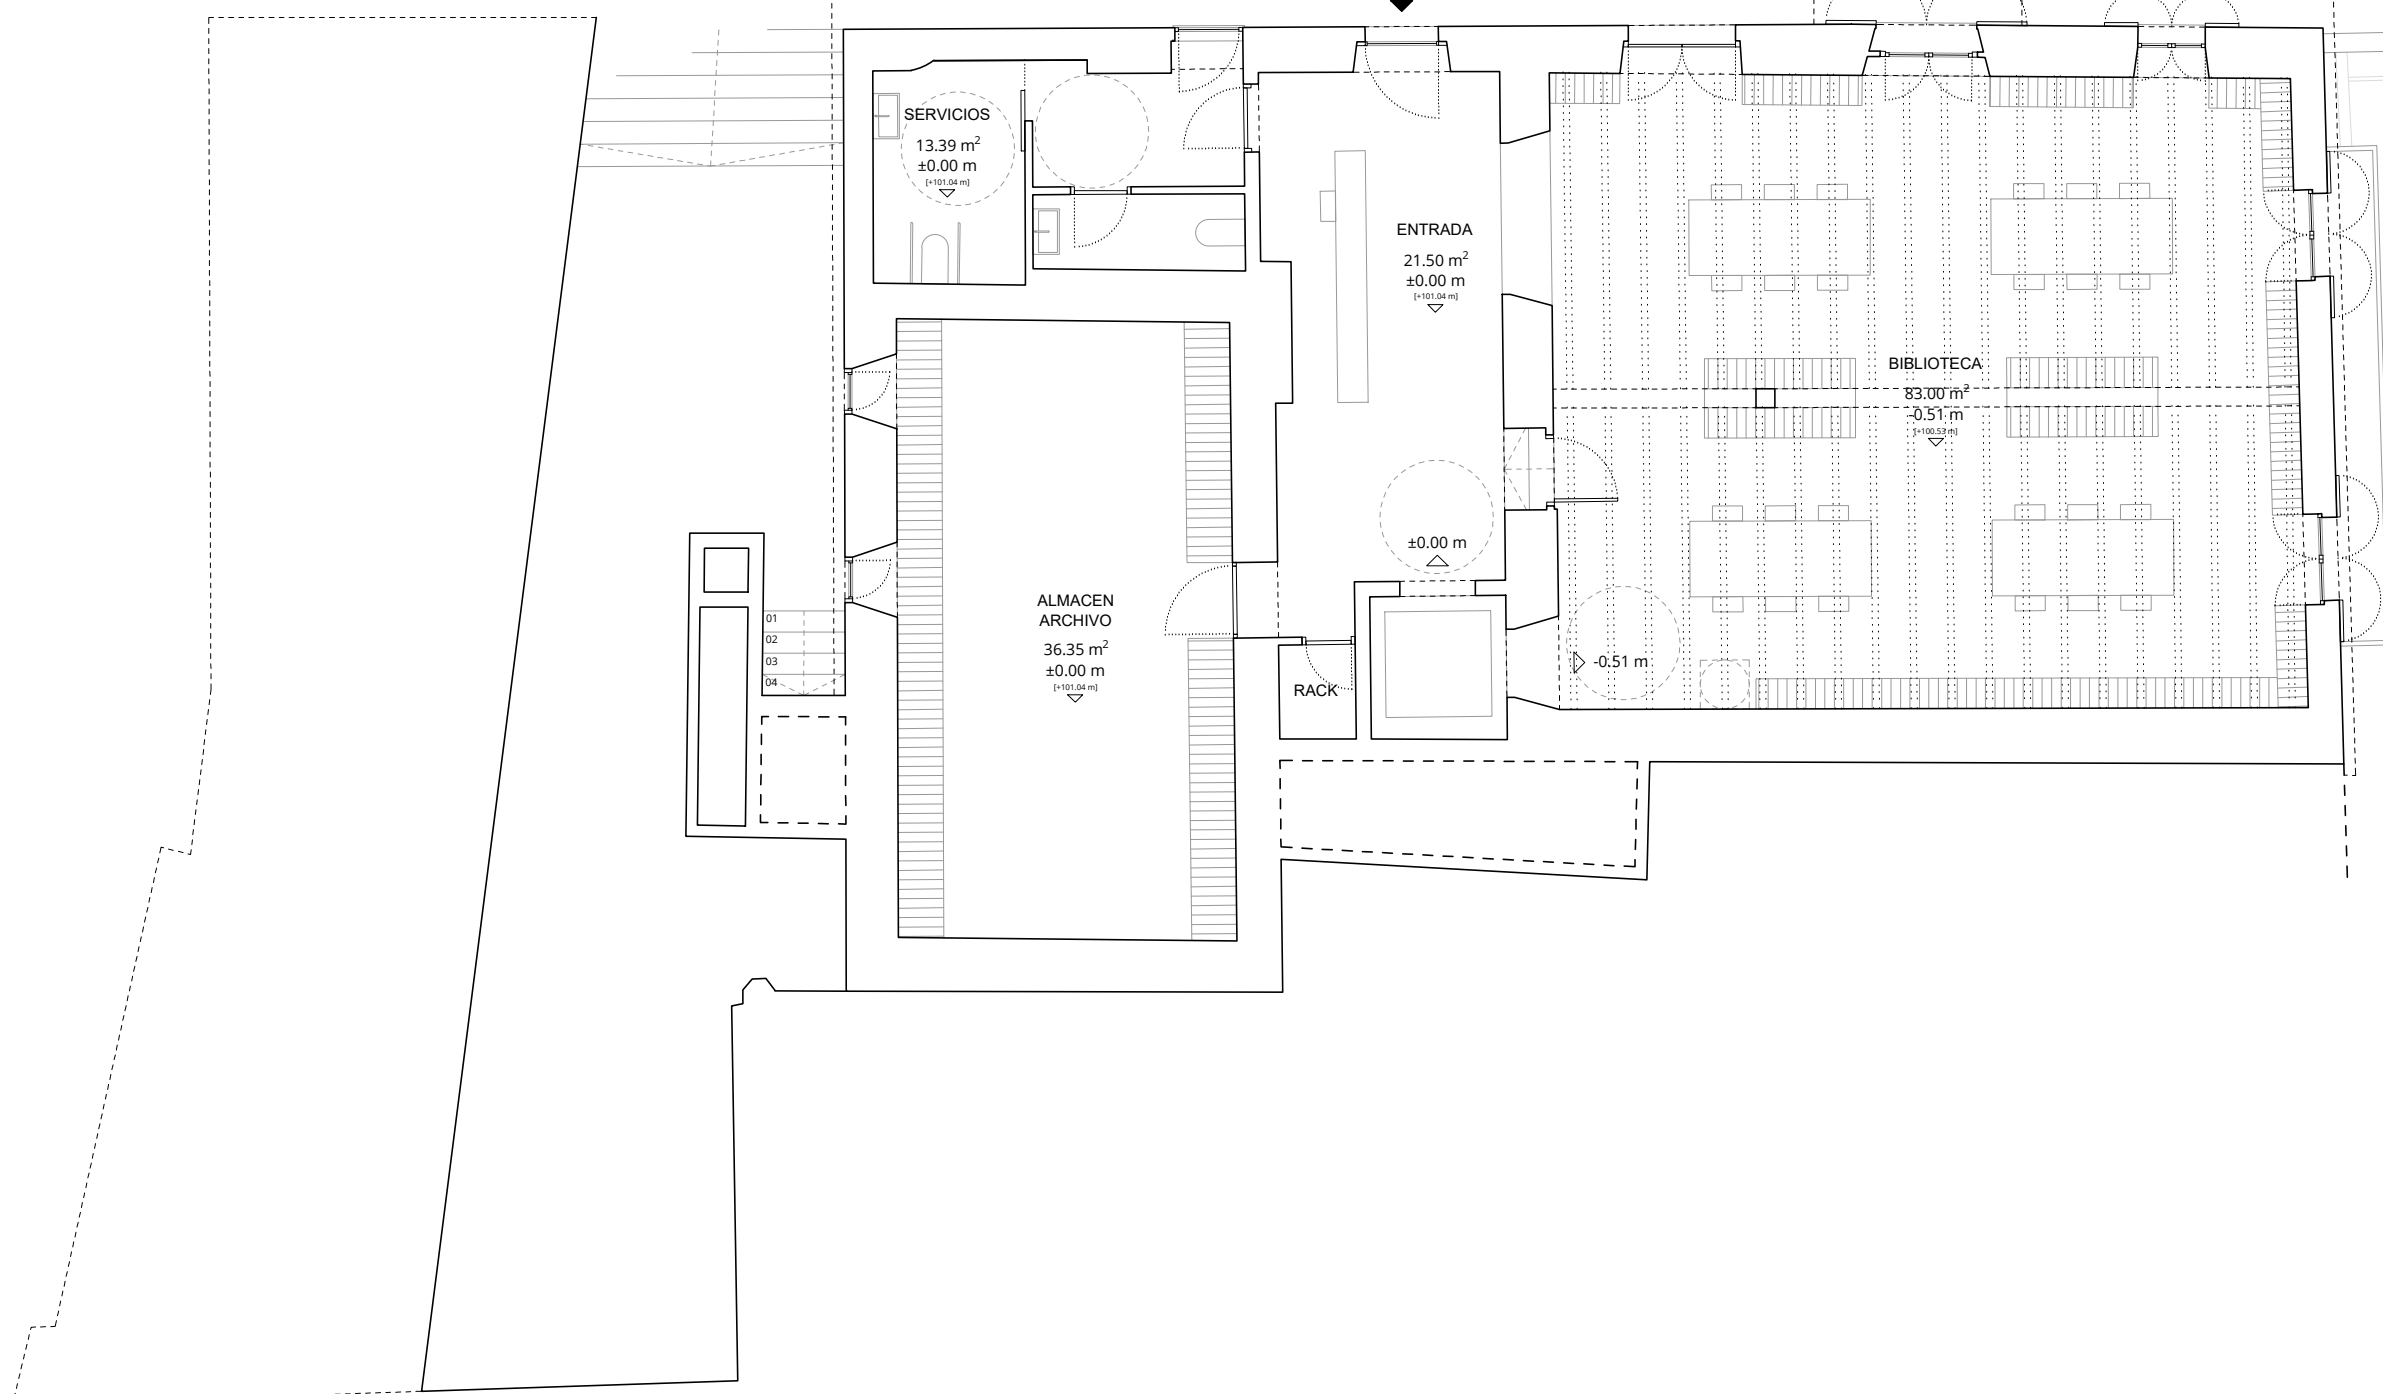 SERVICIOS
13.39 m²
±0.00 m
[+101.04 m]
ENTRADA
21.50 m²
±0.00 m
[+101.04 m]
BIBLIOTECA
83.00 m²
-0.51 m
[+100.53 m]
±0.00 m
ALMACEN
ARCHIVO
36.35 m²
±0.00 m
[+101.04 m]
01
02
03
04
RACK
-0.51 m